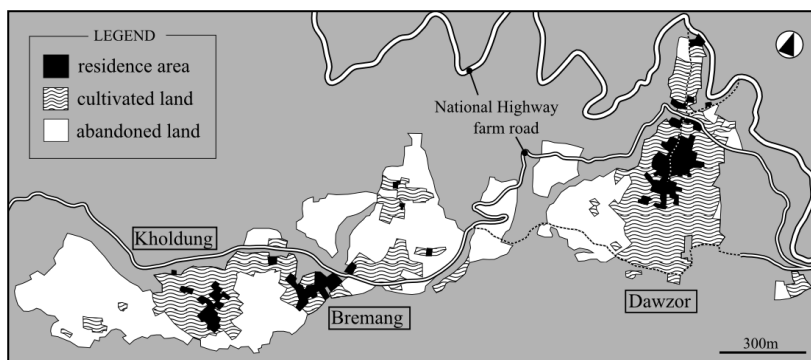 LEGEND
residence area
cultivated land
abandoned land
National Highway
farm road
Kholdung
Bremang
Dawzor
300m